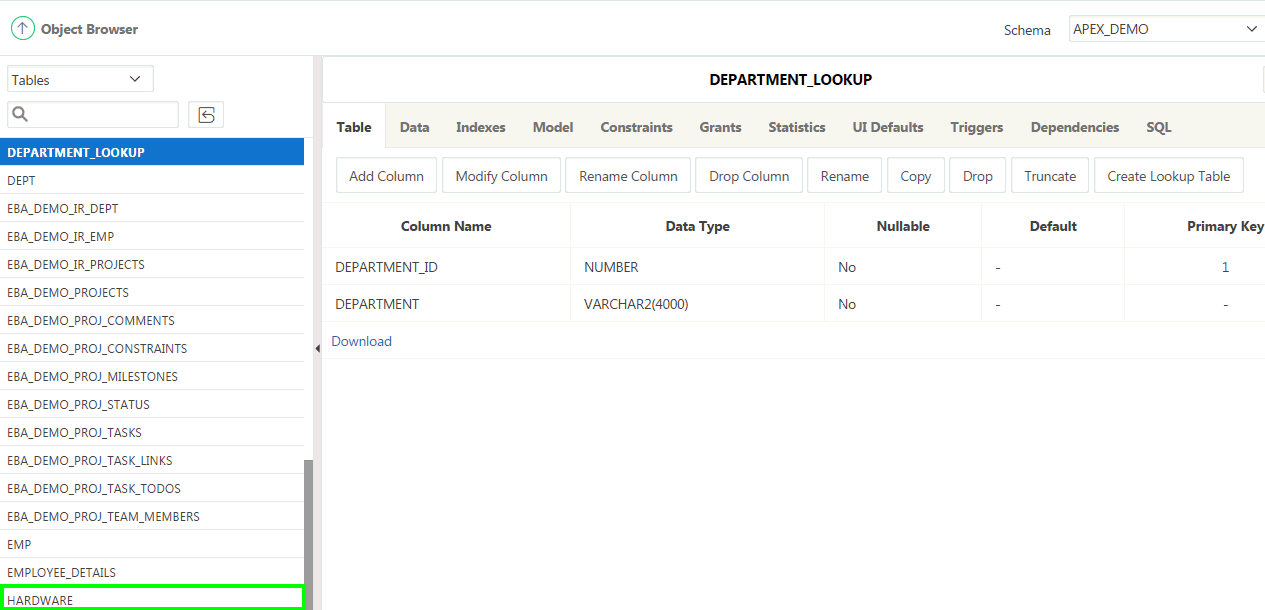 Object Browser
Schema APEX_DEMO
Tables
DEPARTMENT_LOOKUP
DEPT
EBA_DEMO_IR_DEPT
EBA_DEMO_IR_EMP
EBA_DEMO_IR_PROJECTS
EBA_DEMO_PROJECTS
EBA_DEMO_PROJ_COMMENTS
EBA_DEMO_PROJ_CONSTRAINTS
EBA_DEMO_PROJ_MILESTONES
EBA_DEMO_PROJ_STATUS
EBA_DEMO_PROJ_TASKS
EBA_DEMO_PROJ_TASK_LINKS
EBA_DEMO_PROJ_TASK_TODOS
EBA_DEMO_PROJ_TEAM_MEMBERS
EMP
EMPLOYEE_DETAILS
HARDWARE
DEPARTMENT_LOOKUP
Table Data Indexes Model Constraints Grants Statistics UI Defaults Triggers Dependencies SQL
Add Column Modify Column Rename Column Drop Column Rename Copy Drop Truncate Create Lookup Table
Column Name Data Type Nullable Default Primary Key
DEPARTMENT_ID NUMBER No - 1
DEPARTMENT VARCHAR2(4000) No - -
Download